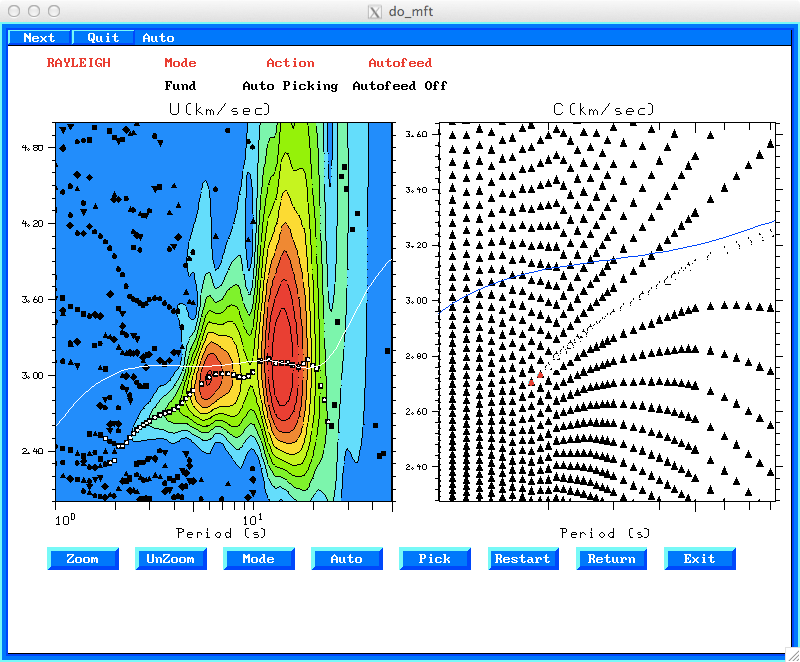 do_mft
Next Quit Auto
RAYLEIGH Mode Action Autofeed
Fund Auto Picking Autofeed Off
U(km/sec) C(km/sec)
4.80
3.60
3.40
4.20
3.20
3.60
3.00
3.00
2.80
2.60
2.40
2.40
10^0 10^1
Period (s) Period (s)
Zoom UnZoom Mode Auto Pick Restart Return Exit